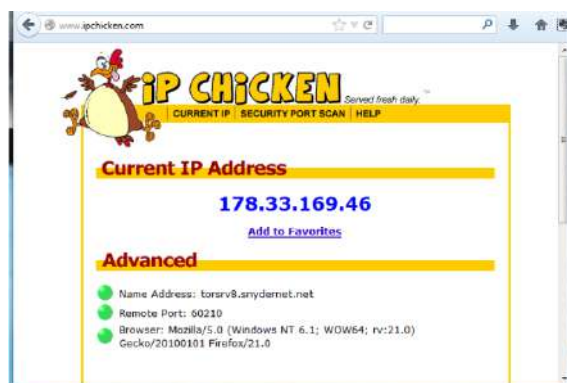 www.ipchicken.com
iP CHiCKEN
Served fresh daily.
CURRENT IP | SECURITY PORT SCAN | HELP
Current IP Address
178.33.169.46
Add to Favorites
Advanced
Name Address: torsrv8.snydernet.net
Remote Port: 60210
Browser: Mozilla/5.0 (Windows NT 6.1; WOW64; rv:21.0)
Gecko/20100101 Firefox/21.0